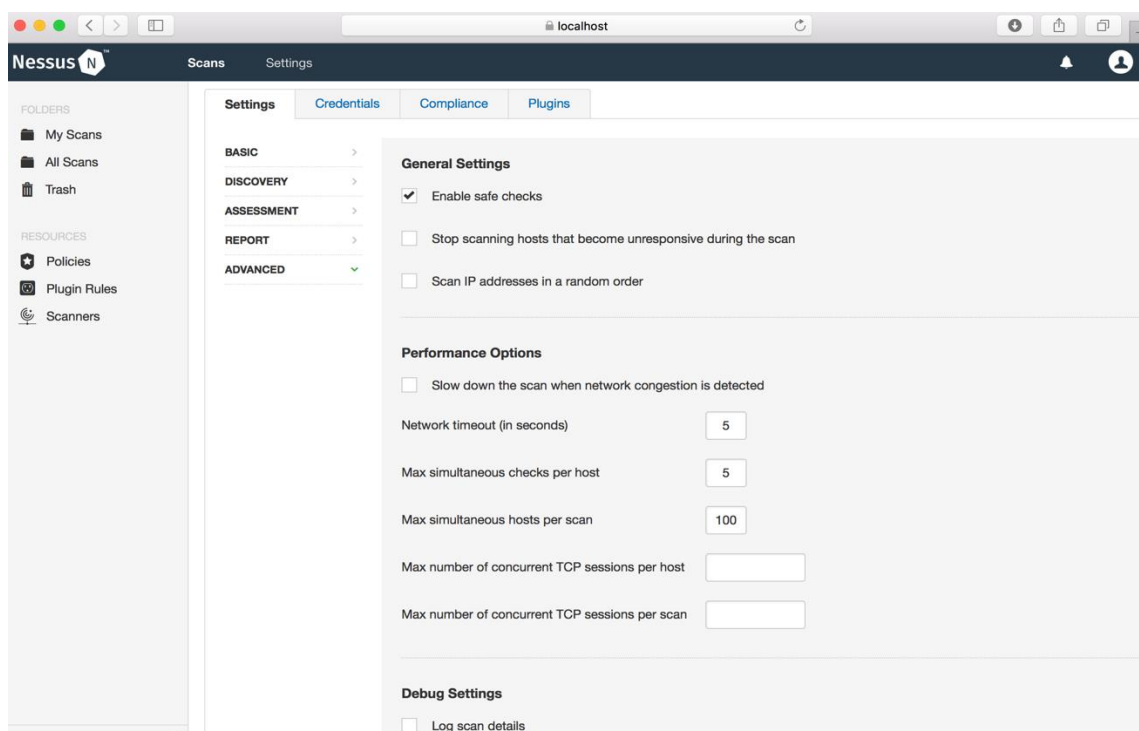 localhost
Nessus N ™
Scans Settings
FOLDERS
My Scans
All Scans
Trash
RESOURCES
Policies
Plugin Rules
Scanners
Settings Credentials Compliance Plugins
BASIC
DISCOVERY
ASSESSMENT
REPORT
ADVANCED
General Settings
Enable safe checks
Stop scanning hosts that become unresponsive during the scan
Scan IP addresses in a random order
Performance Options
Slow down the scan when network congestion is detected
Network timeout (in seconds) 5
Max simultaneous checks per host 5
Max simultaneous hosts per scan 100
Max number of concurrent TCP sessions per host
Max number of concurrent TCP sessions per scan
Debug Settings
Log scan details